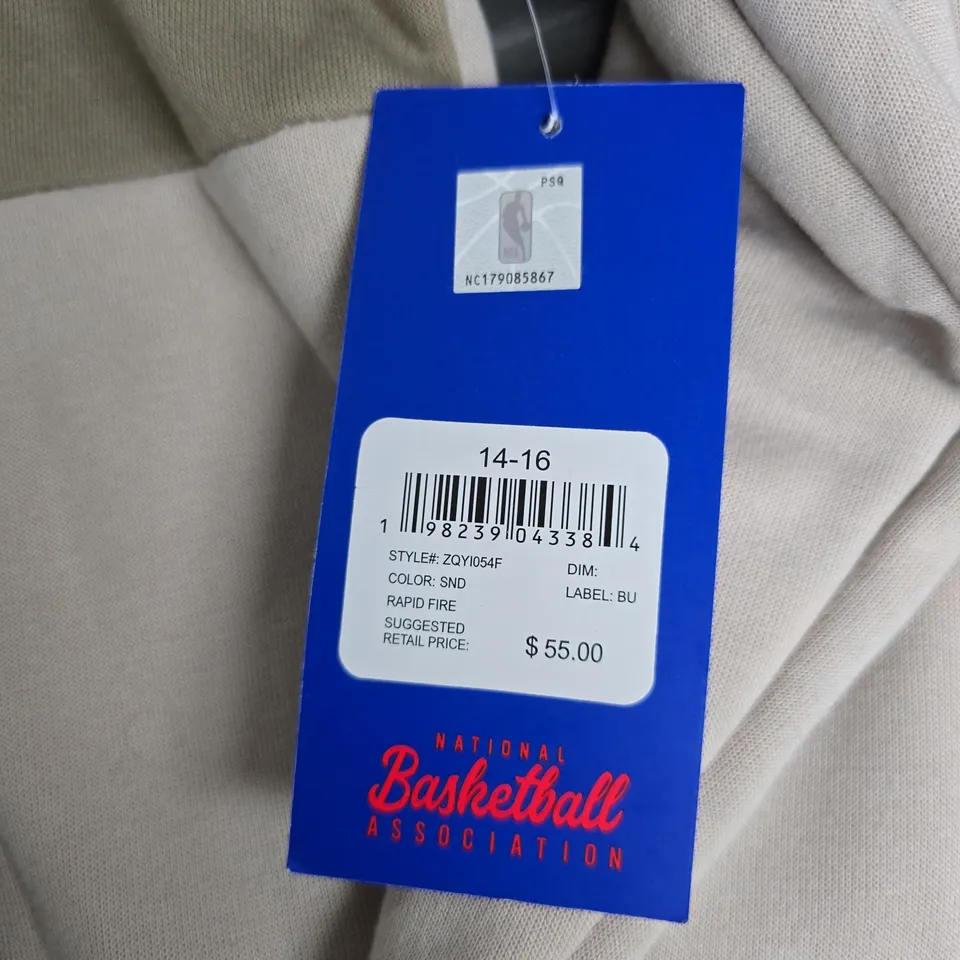 PSQ
NBA
NC179085867
14-16
1 98239 04338 4
STYLE#: ZQYI054F
DIM:
COLOR: SND
LABEL: BU
RAPID FIRE
SUGGESTED
RETAIL PRICE:
$ 55.00
NATIONAL
Basketball
ASSOCIATION